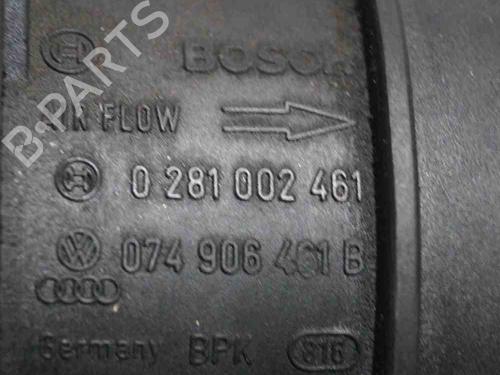 BOSCH
AIR FLOW
0 281 002 461
074 906 461 B
Germany BPK 816
B-PARTS